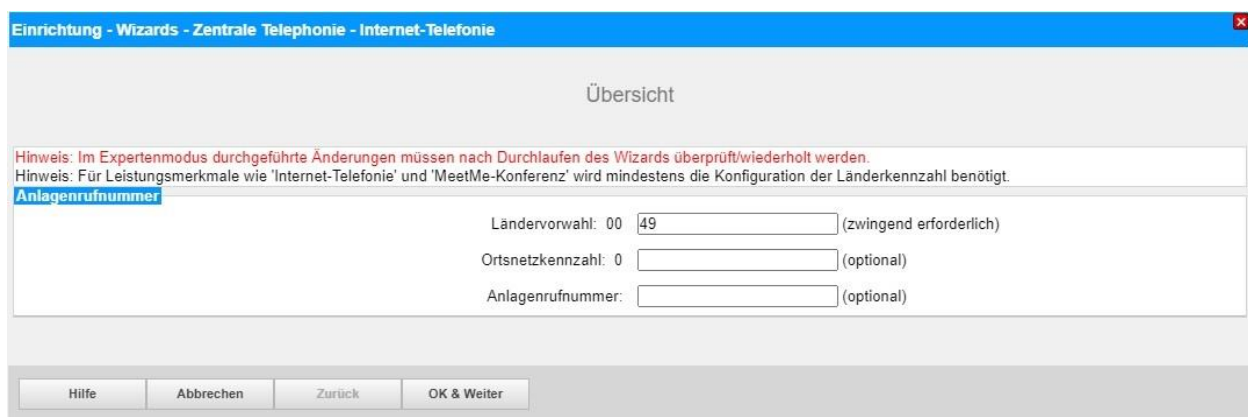 Einrichtung - Wizards - Zentrale Telephonie - Internet-Telefonie
Übersicht
Hinweis: Im Expertenmodus durchgeführte Änderungen müssen nach Durchlaufen des Wizards überprüft/wiederholt werden.
Hinweis: Für Leistungsmerkmale wie 'Internet-Telefonie' und 'MeetMe-Konferenz' wird mindestens die Konfiguration der Länderkennzahl benötigt.
Anlagenrufnummer
Ländervorwahl: 00 49 (zwingend erforderlich)
Ortsnetzkennzahl: 0 (optional)
Anlagenrufnummer: (optional)
Hilfe Abbrechen Zurück OK & Weiter